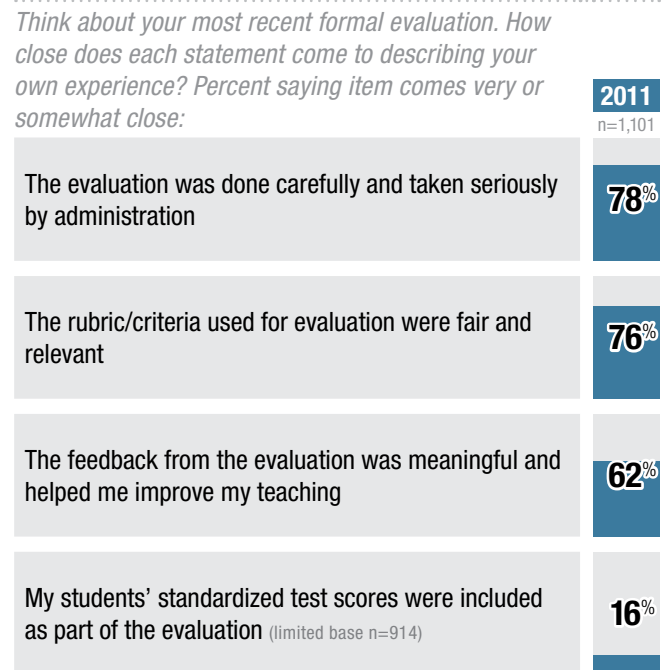 Think about your most recent formal evaluation. How
close does each statement come to describing your
own experience? Percent saying item comes very or
somewhat close:
2011
n=1,101
The evaluation was done carefully and taken seriously
by administration
78%
The rubric/criteria used for evaluation were fair and
relevant
76%
The feedback from the evaluation was meaningful and
helped me improve my teaching
62%
My students’ standardized test scores were included
as part of the evaluation (limited base n=914)
16%